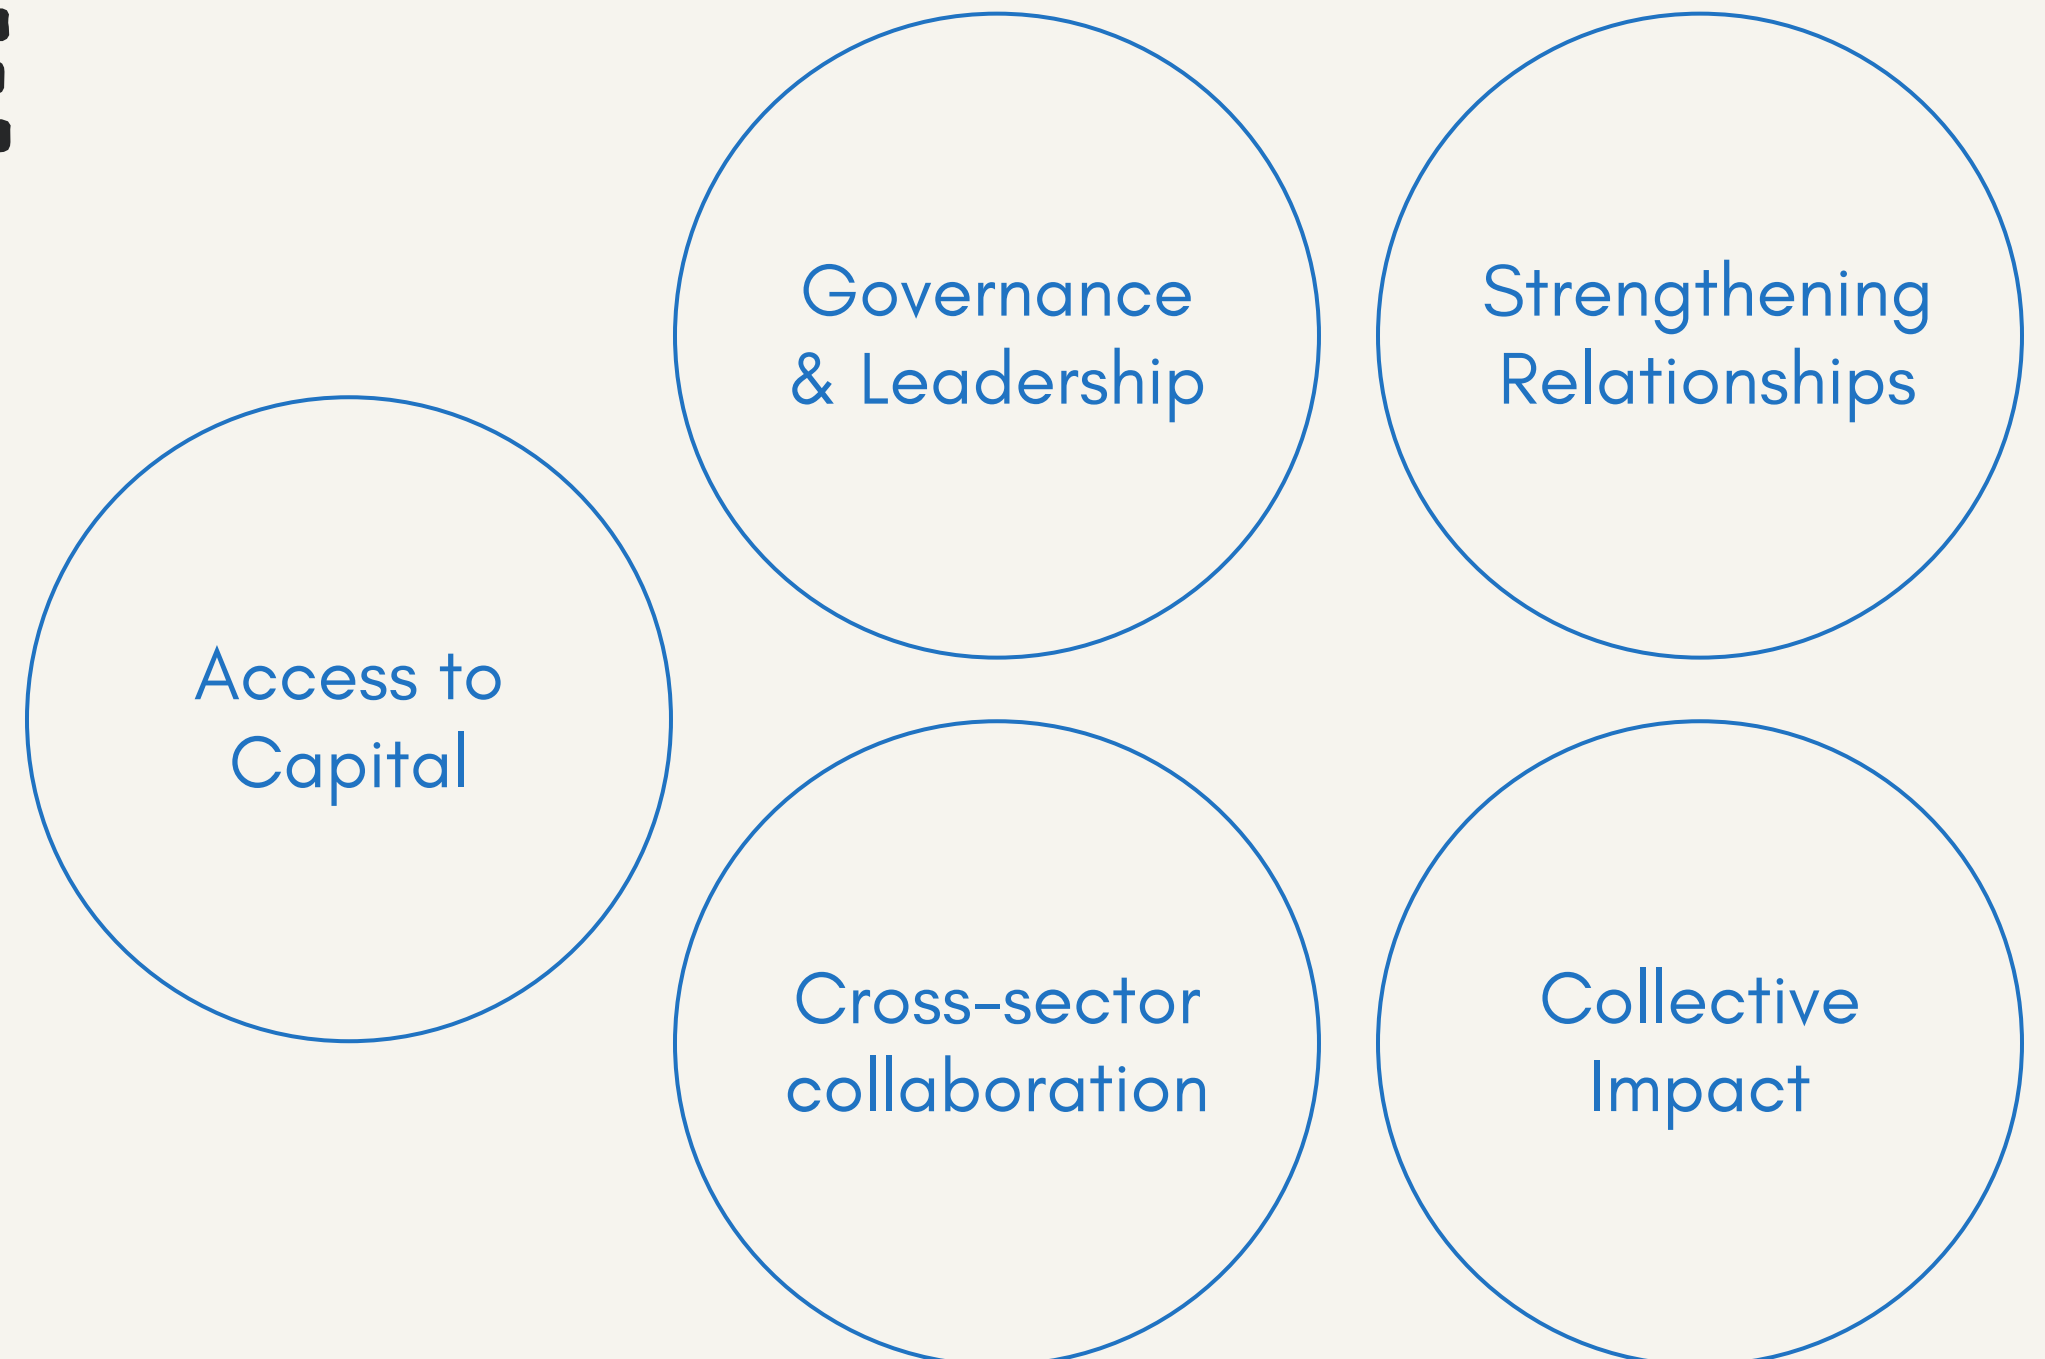 Governance
& Leadership
Strengthening
Relationships
Access to
Capital
Cross-sector
collaboration
Collective
Impact